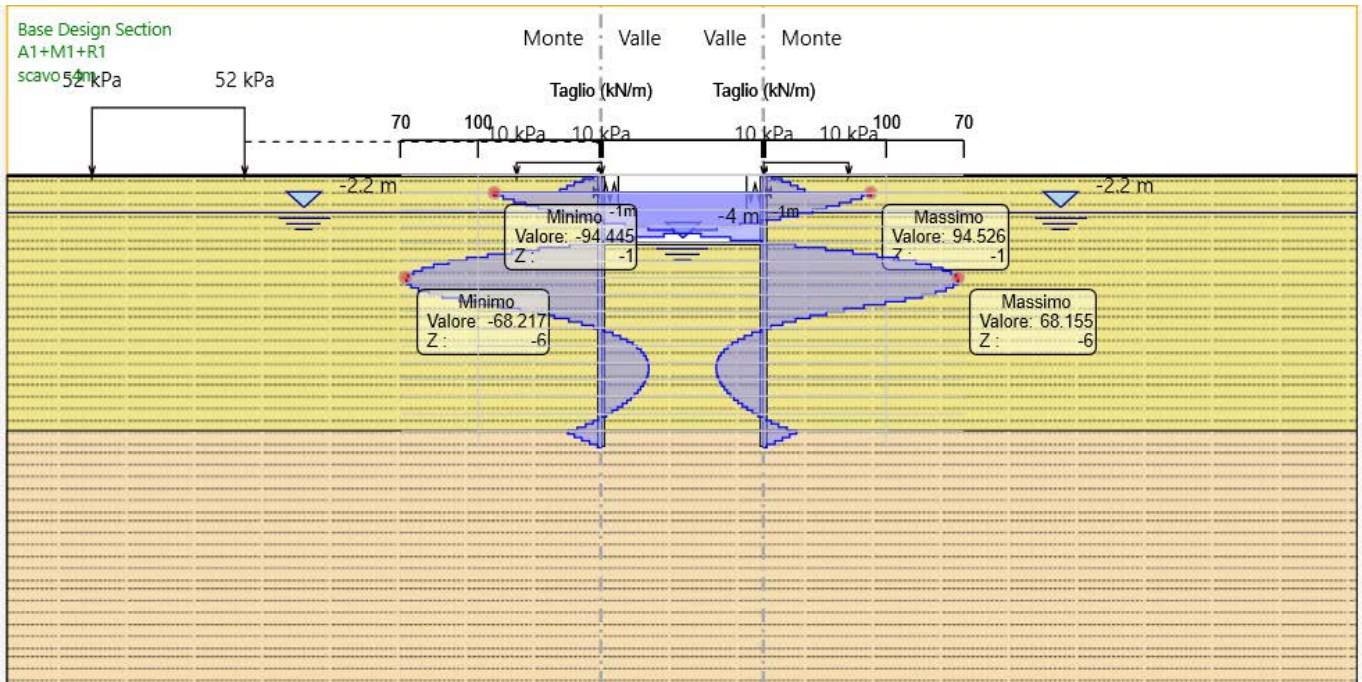 Base Design Section
A1+M1+R1
scavo -4m
52 kPa
52 kPa
Monte
Valle
Valle
Monte
Taglio (kN/m)
Taglio (kN/m)
70
100
10 kPa
10 kPa
10 kPa
10 kPa
100
70
-2.2 m
-2.2 m
-1m
-4 m
-1m
Minimo
Valore: -94.445
Z : -1
Massimo
Valore: 94.526
Z : -1
Minimo
Valore: -68.217
Z : -6
Massimo
Valore: 68.155
Z : -6